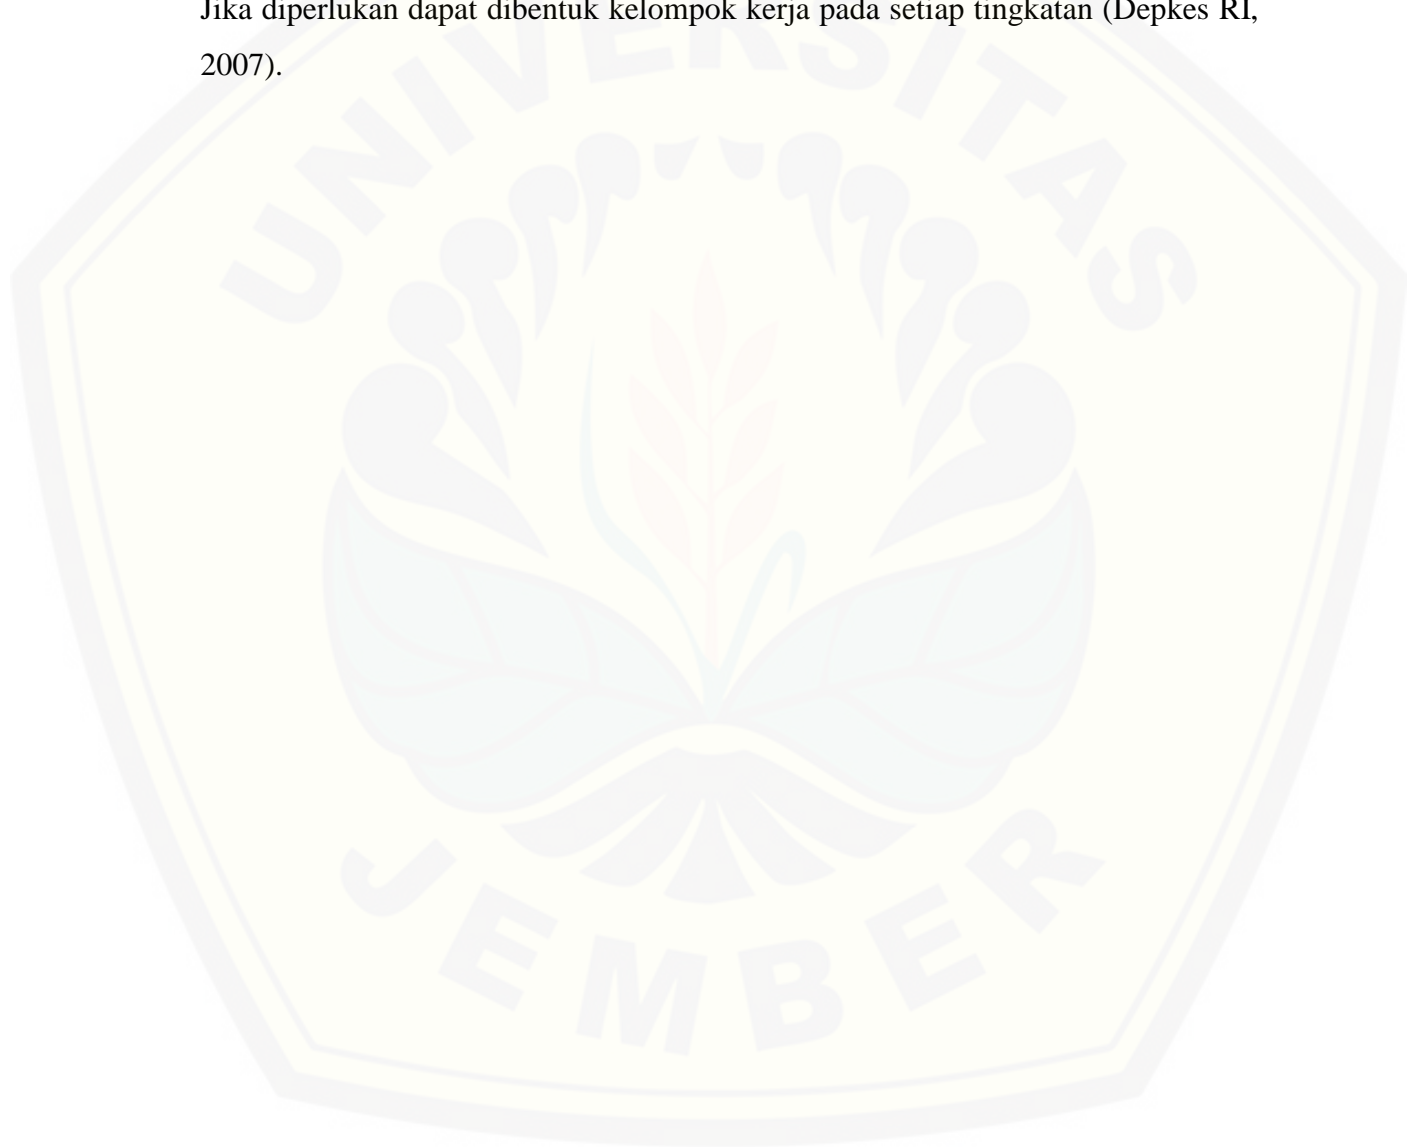 Jika diperlukan dapat dibentuk kelompok kerja pada setiap tingkatan (Depkes RI,
2007).
UNIVERSITAS
JEMBER